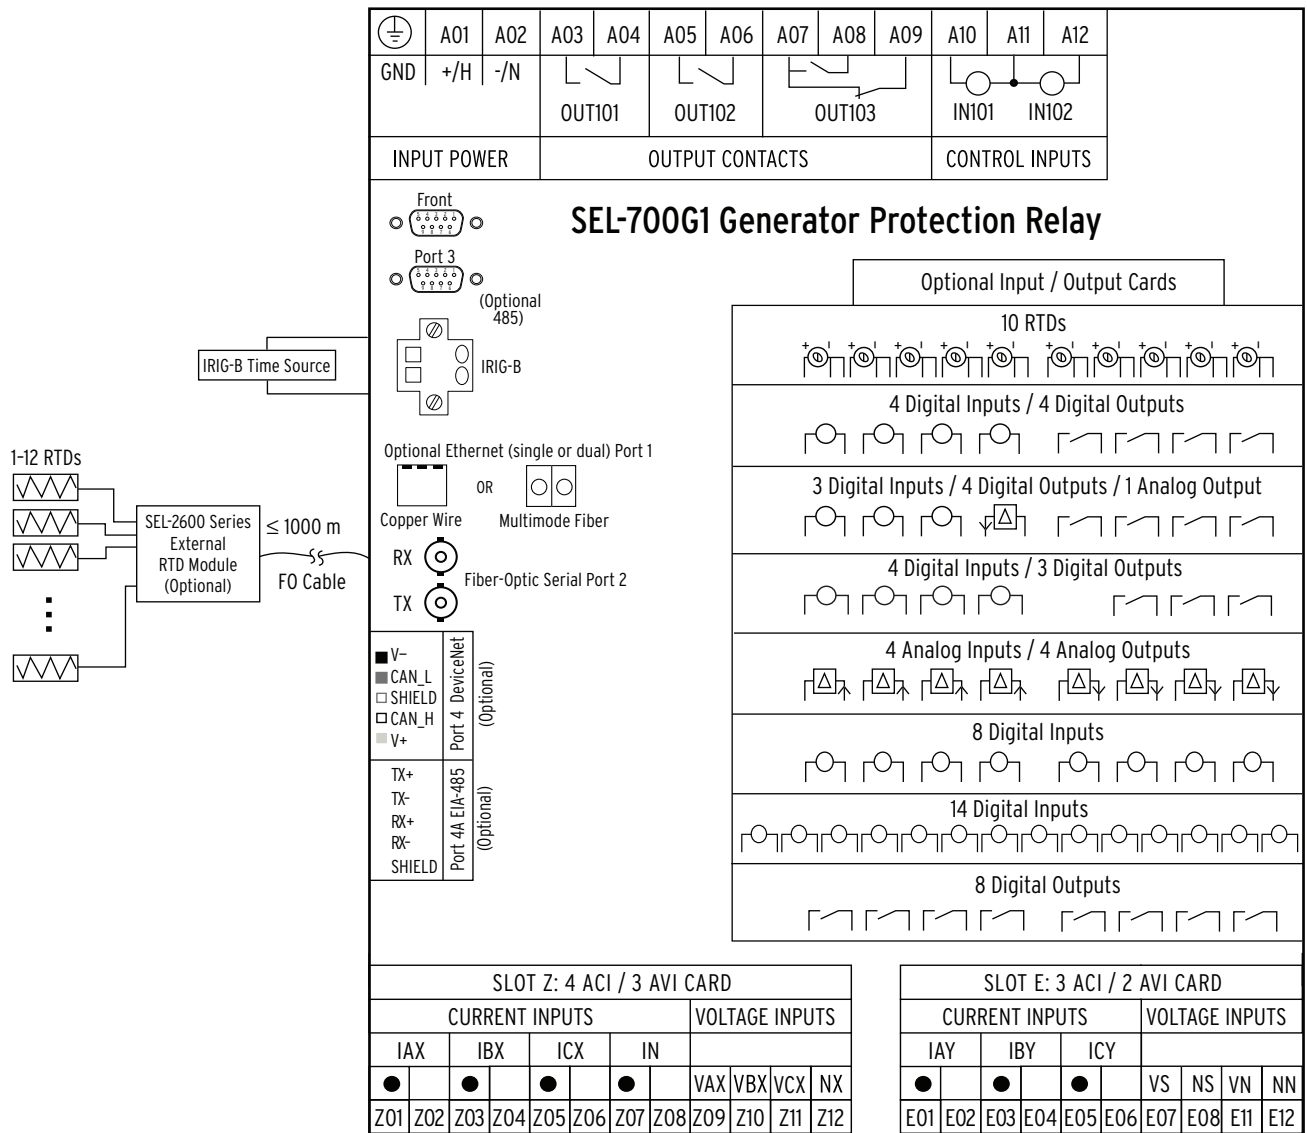 A01 A02 A03 A04 A05 A06 A07 A08 A09 A10 A11 A12
GND +/H -/N
OUT101 OUT102 OUT103 IN101 IN102
INPUT POWER OUTPUT CONTACTS CONTROL INPUTS
SEL-700G1 Generator Protection Relay
Front
Port 3
(Optional
485)
IRIG-B Time Source
IRIG-B
Optional Ethernet (single or dual) Port 1
OR
Copper Wire Multimode Fiber
1-12 RTDs
SEL-2600 Series
External
RTD Module
(Optional)
≤ 1000 m
FO Cable
RX
Fiber-Optic Serial Port 2
TX
V-
CAN_L
SHIELD
CAN_H
V+
Port 4 DeviceNet
(Optional)
TX+
TX-
RX+
RX-
SHIELD
Port 4A EIA-485
(Optional)
Optional Input / Output Cards
10 RTDs
+ - + - + - + - + - + - + - + - + - + -
4 Digital Inputs / 4 Digital Outputs
3 Digital Inputs / 4 Digital Outputs / 1 Analog Output
4 Digital Inputs / 3 Digital Outputs
4 Analog Inputs / 4 Analog Outputs
8 Digital Inputs
14 Digital Inputs
8 Digital Outputs
SLOT Z: 4 ACI / 3 AVI CARD
CURRENT INPUTS VOLTAGE INPUTS
IAX IBX ICX IN
VAX VBX VCX NX
Z01 Z02 Z03 Z04 Z05 Z06 Z07 Z08 Z09 Z10 Z11 Z12
SLOT E: 3 ACI / 2 AVI CARD
CURRENT INPUTS VOLTAGE INPUTS
IAY IBY ICY
VS NS VN NN
E01 E02 E03 E04 E05 E06 E07 E08 E11 E12